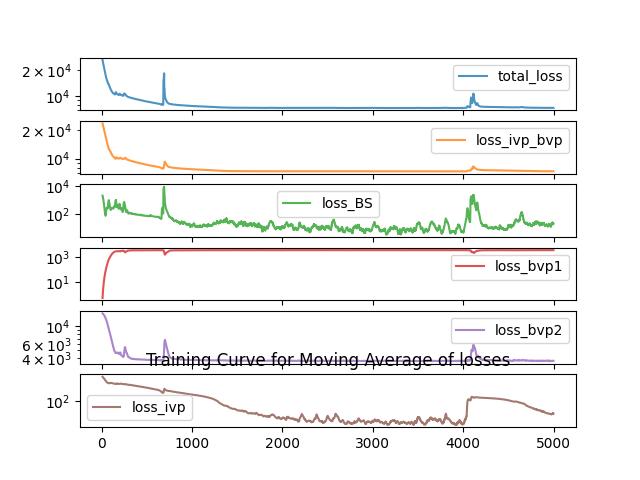 2 × 10⁴
10⁴
total_loss
2 × 10⁴
10⁴
loss_ivp_bvp
10⁴
10²
loss_BS
10³
10¹
loss_bvp1
10⁴
6 × 10³
4 × 10³
loss_bvp2
Training Curve for Moving Average of losses
10²
loss_ivp
0 1000 2000 3000 4000 5000